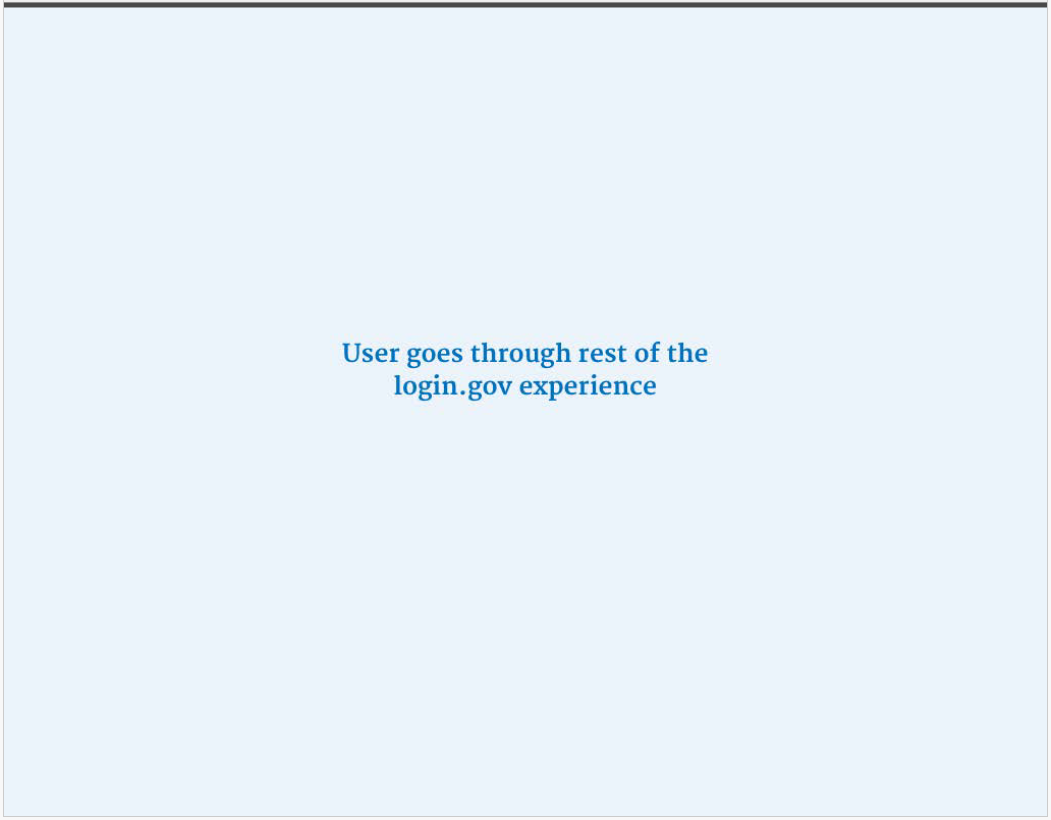 User goes through rest of the
login.gov experience